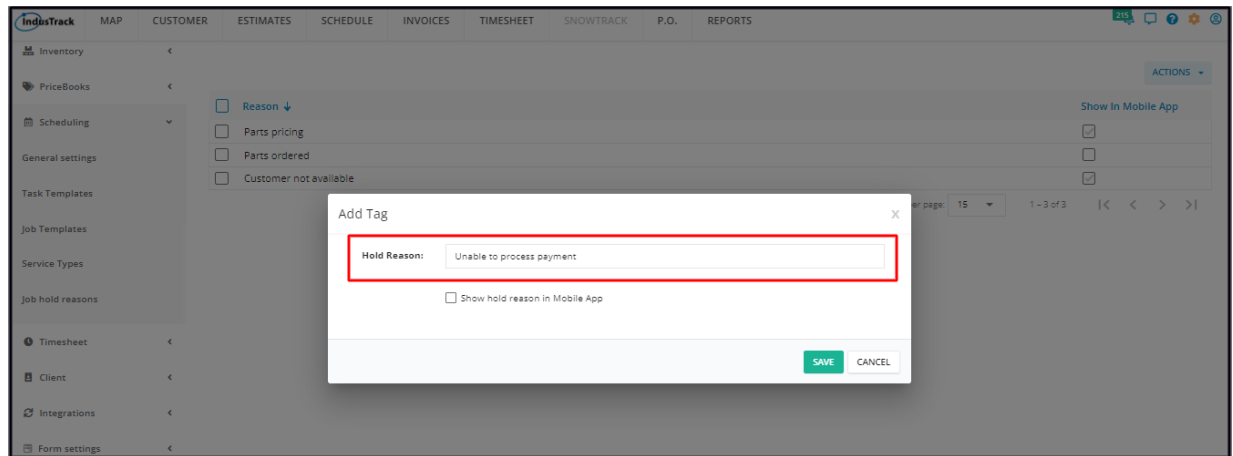 IndusTrack MAP CUSTOMER ESTIMATES SCHEDULE INVOICES TIMESHEET SNOWTRACK P.O. REPORTS 215
Inventory
ACTIONS
PriceBooks
Reason Show In Mobile App
Scheduling
Parts pricing
General settings
Parts ordered
Customer not available
Task Templates
er page: 15 1 – 3 of 3
Add Tag X
Job Templates
Hold Reason: Unable to process payment
Service Types
Job hold reasons
Show hold reason in Mobile App
Timesheet
SAVE CANCEL
Client
Integrations
Form settings